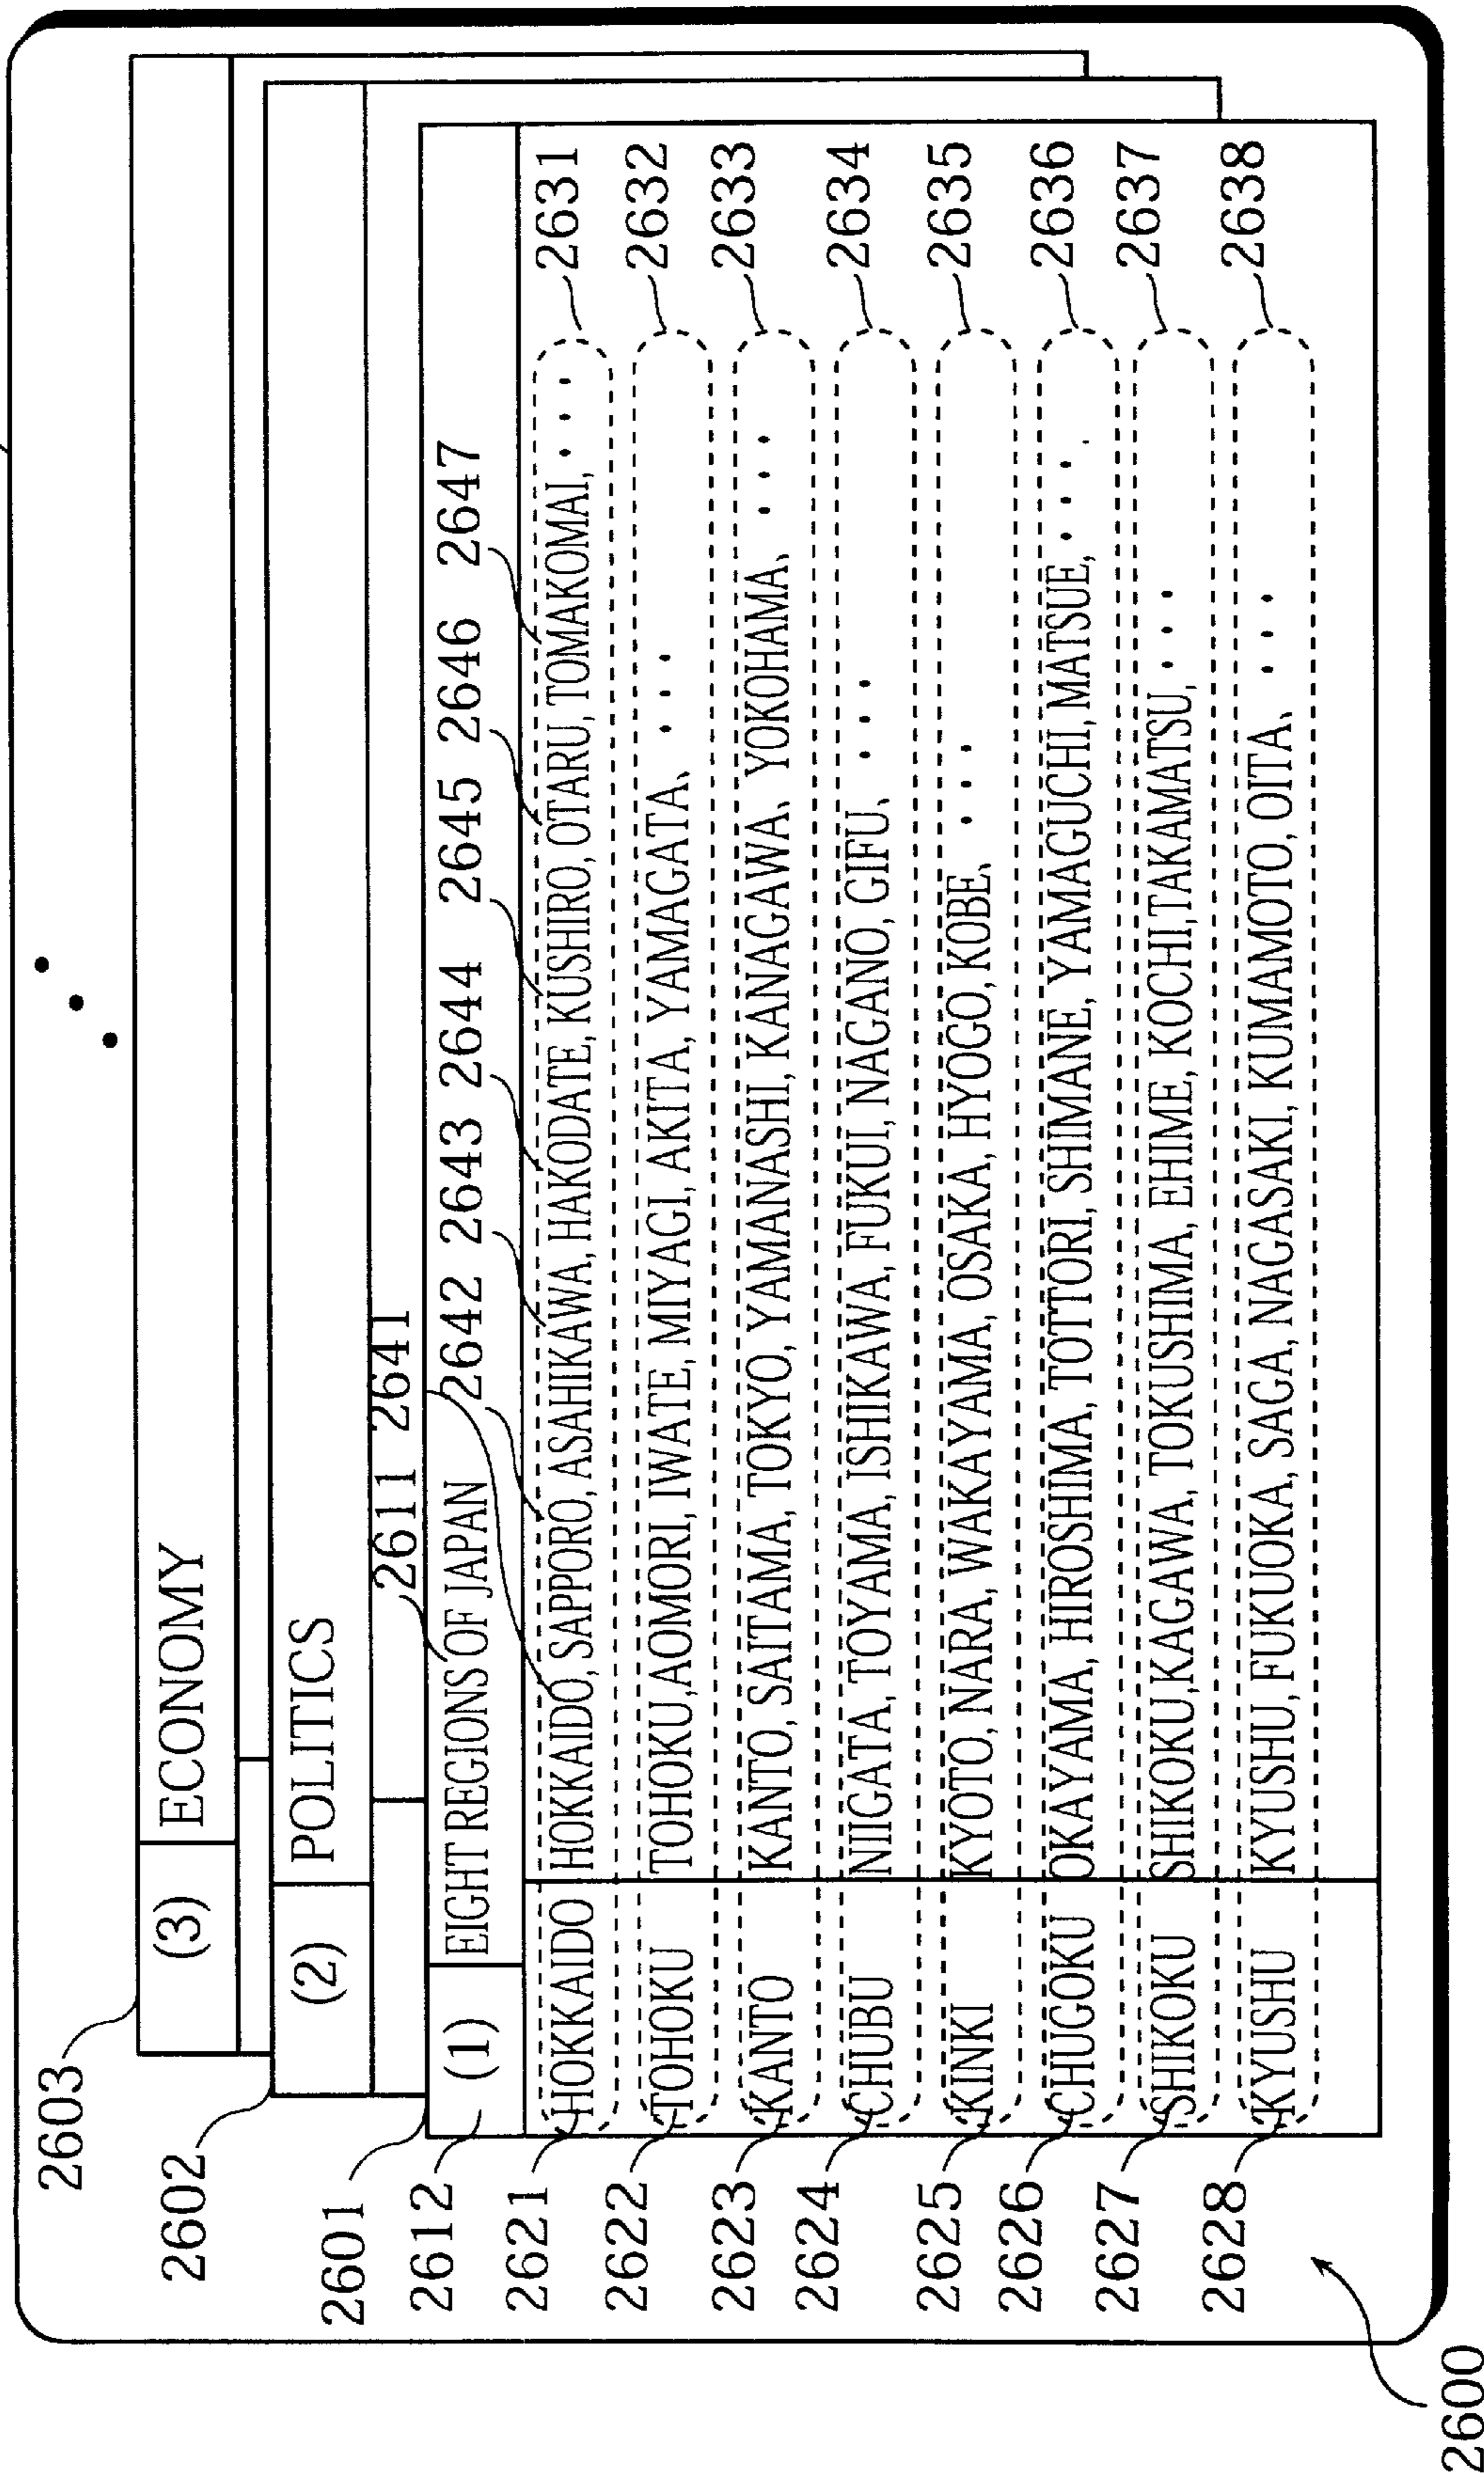 2603
(3) ECONOMY
2602
(2) POLITICS
2601
2611 2641
2612
(1) EIGHT REGIONS OF JAPAN
2642 2643 2644 2645 2646 2647
2621 HOKKAIDO HOKKAIDO, SAPPORO, ASAHIKAWA, HAKODATE, KUSHIRO, OTARU, TOMAKOMAI, ··· 2631
2622 TOHOKU TOHOKU,AOMORI, IWATE, MIYAGI, AKITA, YAMAGATA、 ··· 2632
2623 KANTO KANTO, SAITAMA, TOKYO, YAMANASHI, KANAGAWA、YOKOHAMA、 ··· 2633
2624 CHUBU NIIGATA, TOYAMA, ISHIKAWA, FUKUI, NAGANO, GIFU、 ··· 2634
2625 KINKI KYOTO, NARA, WAKAYAMA, OSAKA, HYOGO, KOBE、 ··· 2635
2626 CHUGOKU OKAYAMA, HIROSHIMA, TOTTORI, SHIMANE, YAMAGUCHI, MATSUE, ··· 2636
2627 SHIKOKU SHIKOKU,KAGAWA, TOKUSHIMA, EHIME, KOCHI,TAKAMATSU, ··· 2637
2628 KYUSHU KYUSHU, FUKUOKA, SAGA, NAGASAKI, KUMAMOTO, OITA、 ··· 2638
2600